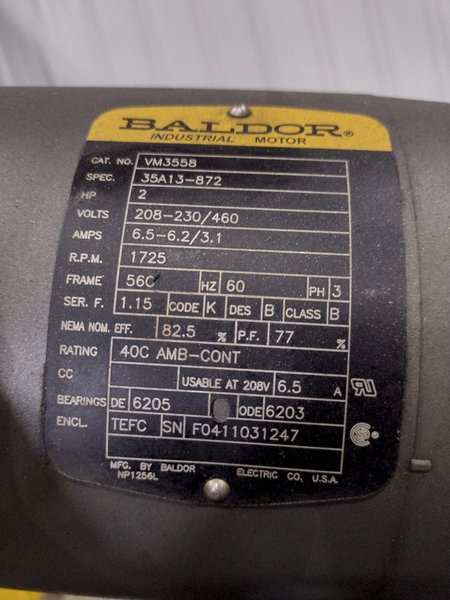 BALDOR®
INDUSTRIAL MOTOR
CAT. NO. VM3558
SPEC. 35A13-872
HP 2
VOLTS 208-230/460
AMPS 6.5-6.2/3.1
R.P.M. 1725
FRAME 56C HZ 60 PH 3
SER. F. 1.15 CODE K DES B CLASS B
NEMA NOM. EFF. 82.5 % P.F. 77 %
RATING 40C AMB-CONT
CC USABLE AT 208V 6.5 A
BEARINGS DE 6205 ODE 6203
ENCL. TEFC SN F0411031247
MFG. BY BALDOR ELECTRIC CO., U.S.A.
NP1256L